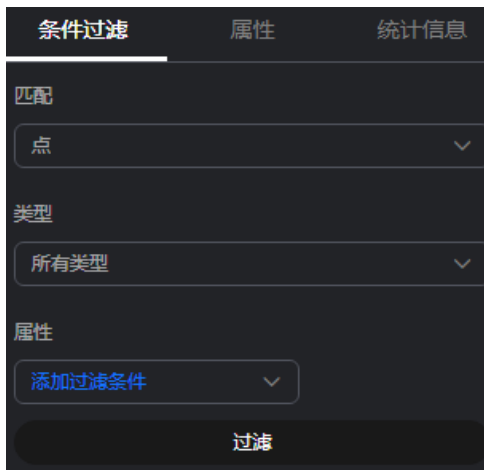 条件过滤 属性 统计信息
匹配
点
类型
所有类型
属性
添加过滤条件
过滤